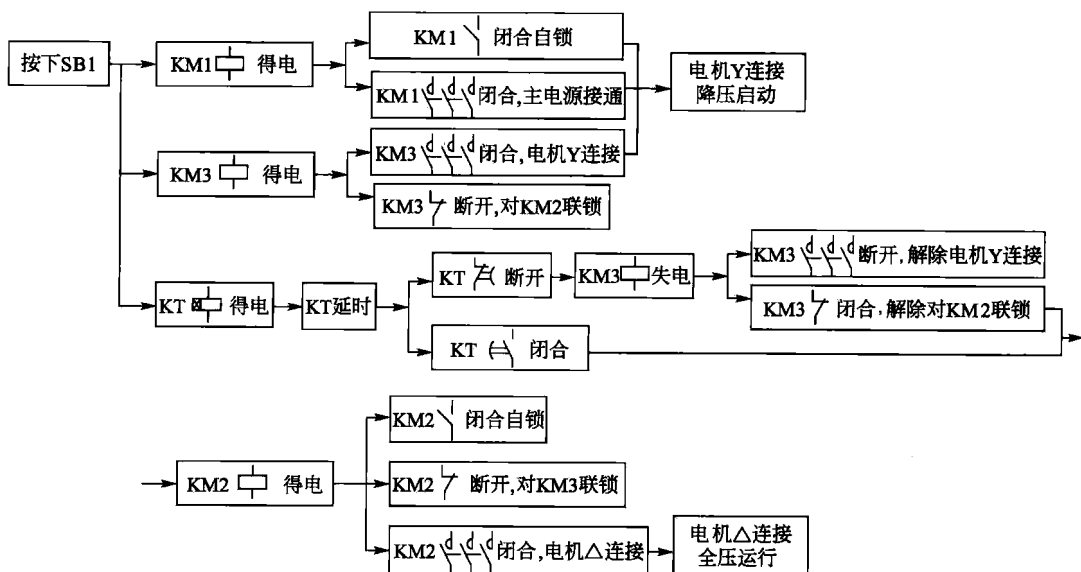 按下SB1
KM1 得电
KM1 闭合自锁
KM1 闭合,主电源接通
电机Y连接
降压启动
KM3 得电
KM3 闭合,电机Y连接
KM3 断开,对KM2联锁
KT 得电
KT延时
KT 断开
KM3 失电
KM3 断开,解除电机Y连接
KM3 闭合,解除对KM2联锁
KT 闭合
KM2 得电
KM2 闭合自锁
KM2 断开,对KM3联锁
KM2 闭合,电机△连接
电机△连接
全压运行